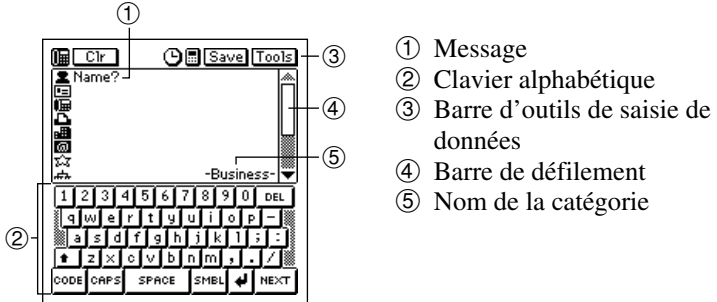 ①
Clr Save Tools
③
Name?
④
-Business-
⑤
②
1 2 3 4 5 6 7 8 9 0 DEL
q w e r t y u i o p -
a s d f g h j k l ; :
z x c v b n m , . /
CODE CAPS SPACE SMBL NEXT
① Message
② Clavier alphabétique
③ Barre d’outils de saisie de
données
④ Barre de défilement
⑤ Nom de la catégorie